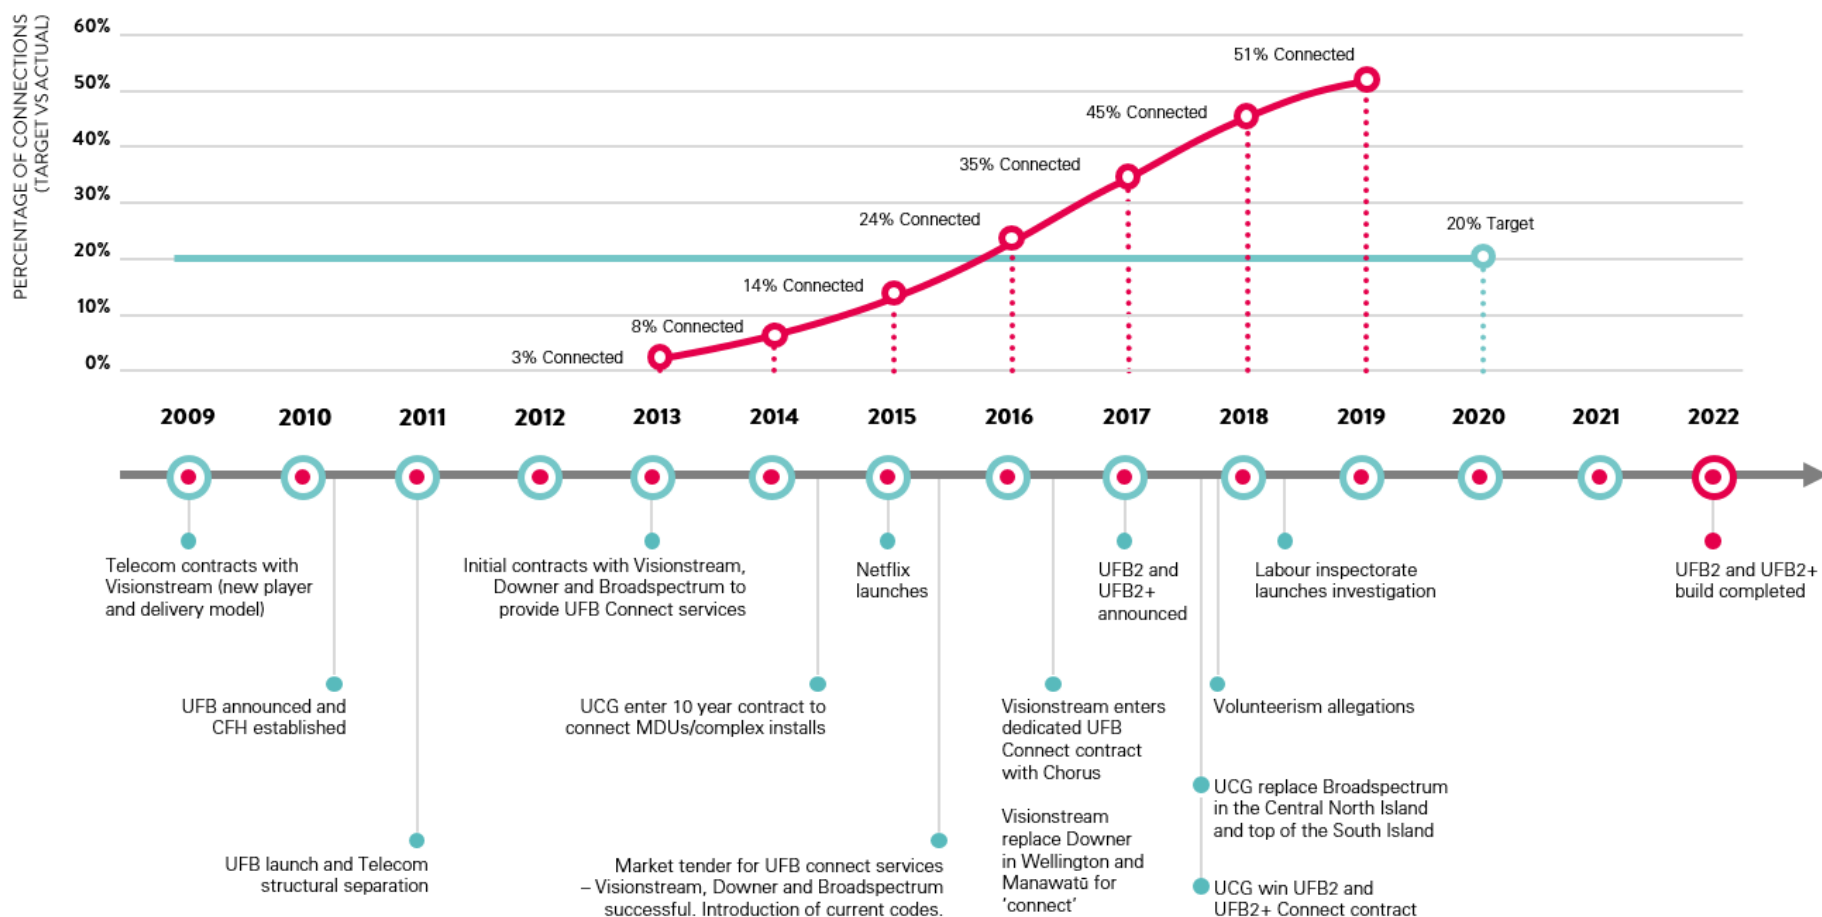 PERCENTAGE OF CONNECTIONS
(TARGET VS ACTUAL)
60%
50%
40%
30%
20%
10%
0%
51% Connected
45% Connected
35% Connected
24% Connected
14% Connected
8% Connected
3% Connected
20% Target
2009
2010
2011
2012
2013
2014
2015
2016
2017
2018
2019
2020
2021
2022
Telecom contracts with
Visionstream (new player
and delivery model)
Initial contracts with Visionstream,
Downer and Broadspectrum to
provide UFB Connect services
Netflix
launches
UFB2 and
UFB2+
announced
Labour inspectorate
launches investigation
UFB2 and UFB2+
build completed
UFB announced and
CFH established
UCG enter 10 year contract to
connect MDUs/complex installs
Visionstream enters
dedicated UFB
Connect contract
with Chorus
Visionstream
replace Downer
in Wellington and
Manawatū for
‘connect’
Volunteerism allegations
UCG replace Broadspectrum
in the Central North Island
and top of the South Island
UFB launch and Telecom
structural separation
Market tender for UFB connect services
– Visionstream, Downer and Broadspectrum
successful. Introduction of current codes.
UCG win UFB2 and
UFB2+ Connect contract